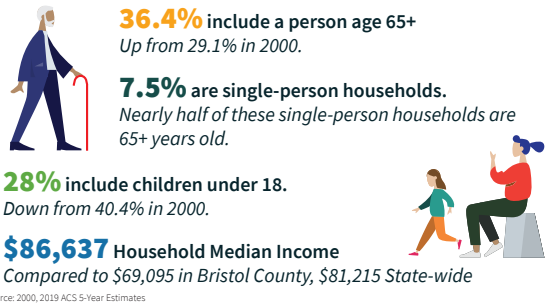 36.4% include a person age 65+
Up from 29.1% in 2000.
7.5% are single-person households.
Nearly half of these single-person households are
65+ years old.
28% include children under 18.
Down from 40.4% in 2000.
$86,637 Household Median Income
Compared to $69,095 in Bristol County, $81,215 State-wide
rce: 2000, 2019 ACS 5-Year Estimates